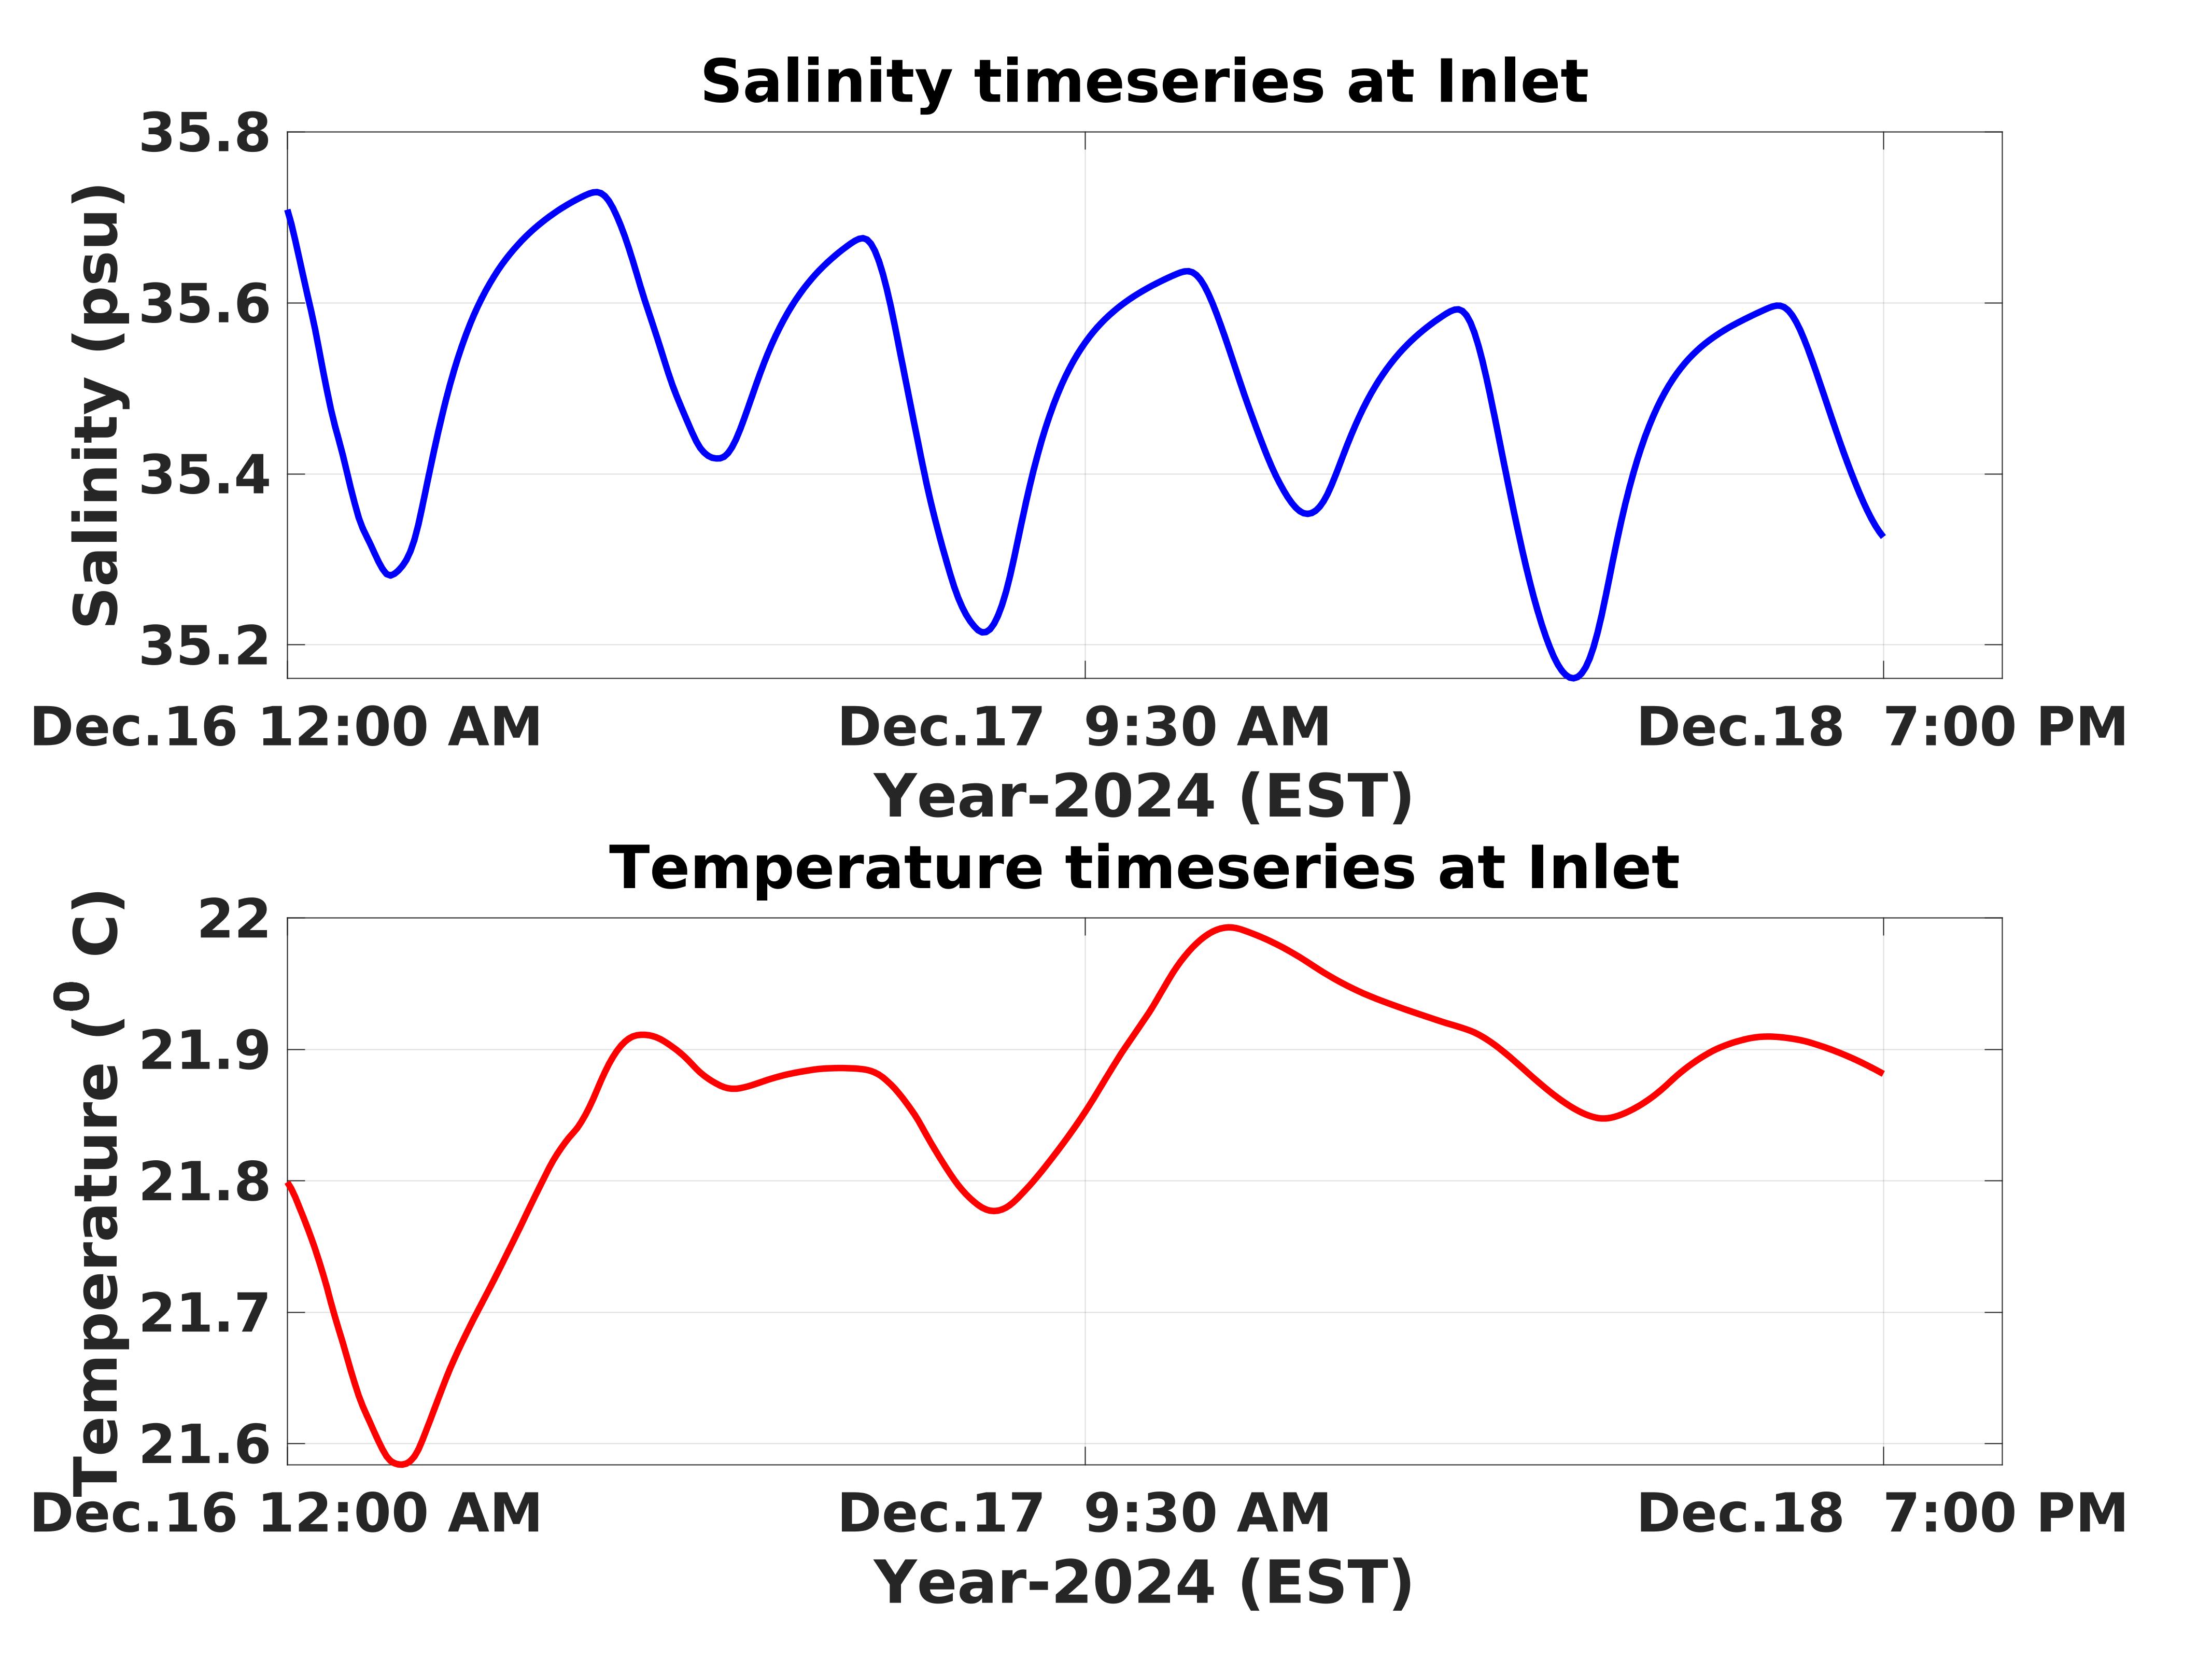 Salinity timeseries at Inlet
Salinity (psu)
35.8
35.6
35.4
35.2
Dec.16 12:00 AM
Dec.17  9:30 AM
Dec.18  7:00 PM
Year-2024 (EST)
Temperature timeseries at Inlet
Temperature (⁰ C)
22
21.9
21.8
21.7
21.6
Dec.16 12:00 AM
Dec.17  9:30 AM
Dec.18  7:00 PM
Year-2024 (EST)